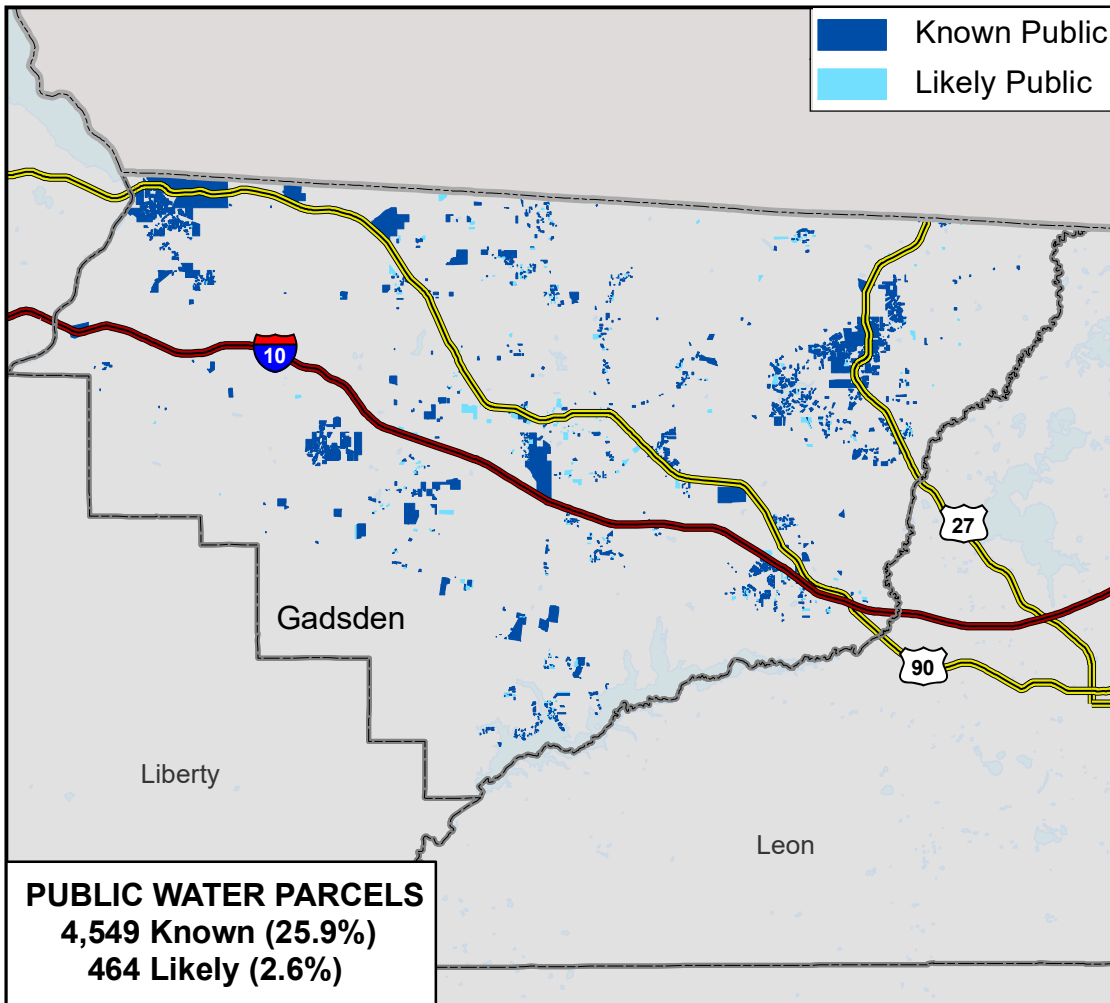 Known Public
Likely Public
10
27
Gadsden
90
Liberty
Leon
PUBLIC WATER PARCELS
4,549 Known (25.9%)
464 Likely (2.6%)